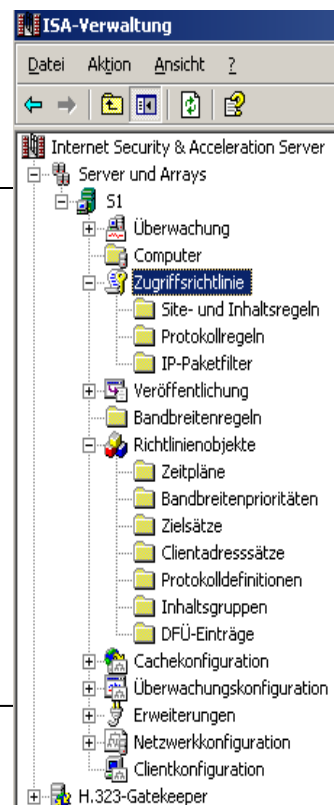 ISA-Verwaltung
Datei Aktion Ansicht ?
Internet Security & Acceleration Server
Server und Arrays
S1
Überwachung
Computer
Zugriffsrichtlinie
Site- und Inhaltsregeln
Protokollregeln
IP-Paketfilter
Veröffentlichung
Bandbreitenregeln
Richtlinienobjekte
Zeitpläne
Bandbreitenprioritäten
Zielsätze
Clientadresssätze
Protokolldefinitionen
Inhaltsgruppen
DFÜ-Einträge
Cachekonfiguration
Überwachungskonfiguration
Erweiterungen
Netzwerkkonfiguration
Clientkonfiguration
H.323-Gatekeeper